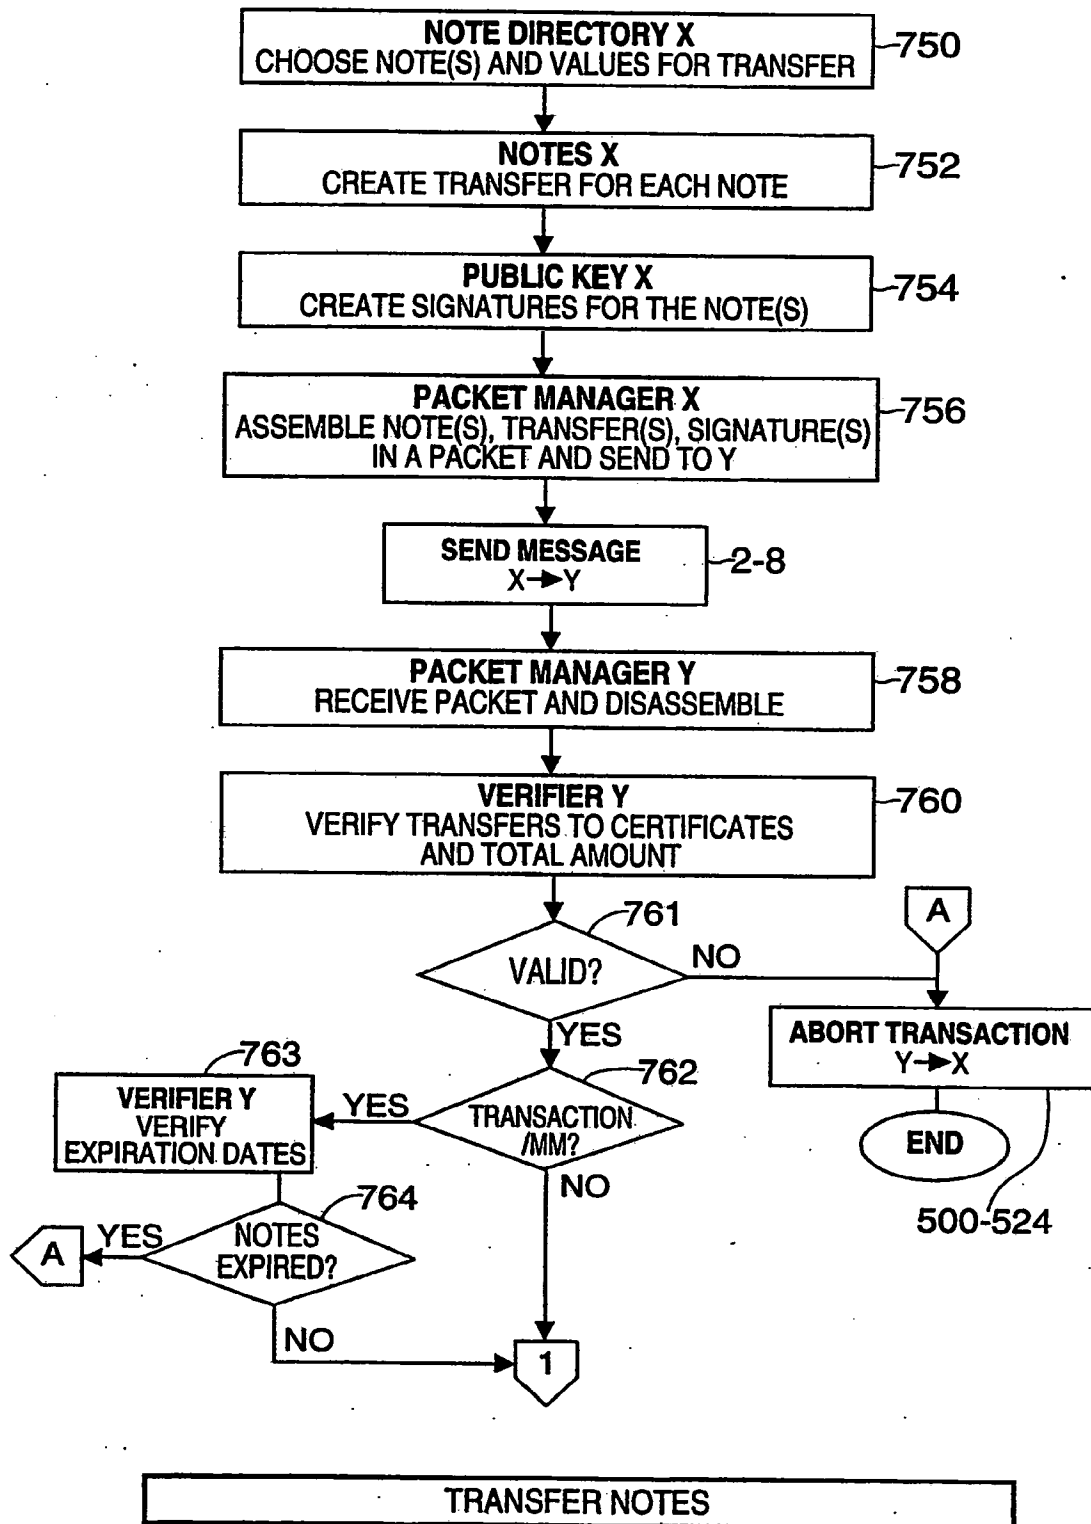 NOTE DIRECTORY X
CHOOSE NOTE(S) AND VALUES FOR TRANSFER
750
NOTES X
CREATE TRANSFER FOR EACH NOTE
752
PUBLIC KEY X
CREATE SIGNATURES FOR THE NOTE(S)
754
PACKET MANAGER X
ASSEMBLE NOTE(S), TRANSFER(S), SIGNATURE(S)
IN A PACKET AND SEND TO Y
756
SEND MESSAGE
X→Y
2-8
PACKET MANAGER Y
RECEIVE PACKET AND DISASSEMBLE
758
VERIFIER Y
VERIFY TRANSFERS TO CERTIFICATES
AND TOTAL AMOUNT
760
761
VALID?
NO
A
YES
ABORT TRANSACTION
Y→X
END
500-524
762
TRANSACTION
/MM?
YES
NO
763
VERIFIER Y
VERIFY
EXPIRATION DATES
764
NOTES
EXPIRED?
YES
A
NO
1
TRANSFER NOTES